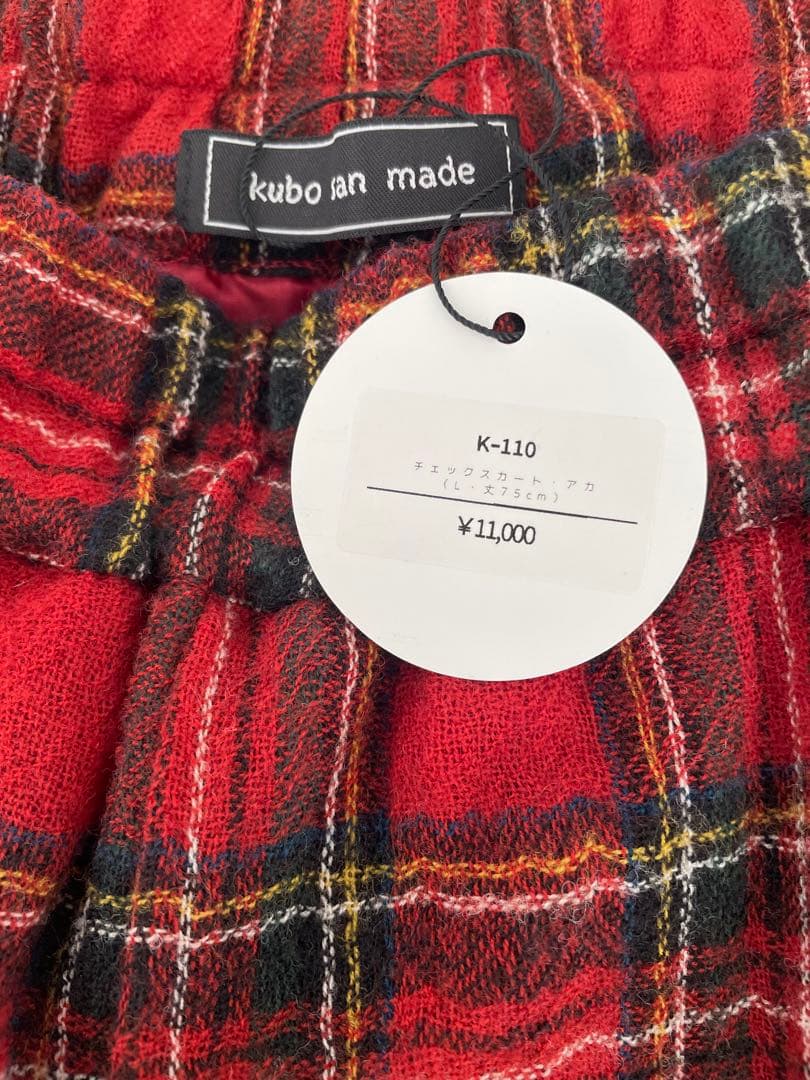 kubo san made
K-110
チェックスカート・アカ
(L・丈75cm)
¥11,000